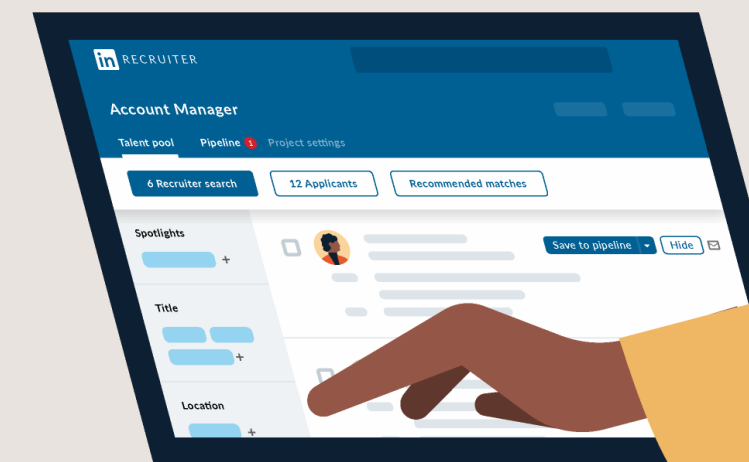 in RECRUITER
Account Manager
Talent pool Pipeline 1 Project settings
6 Recruiter search 12 Applicants Recommended matches
Spotlights
Save to pipeline Hide
+
Title
+
Location
+